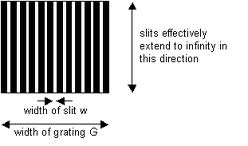 slits effectively
extend to infinity in
this direction
width of slit w
width of grating G